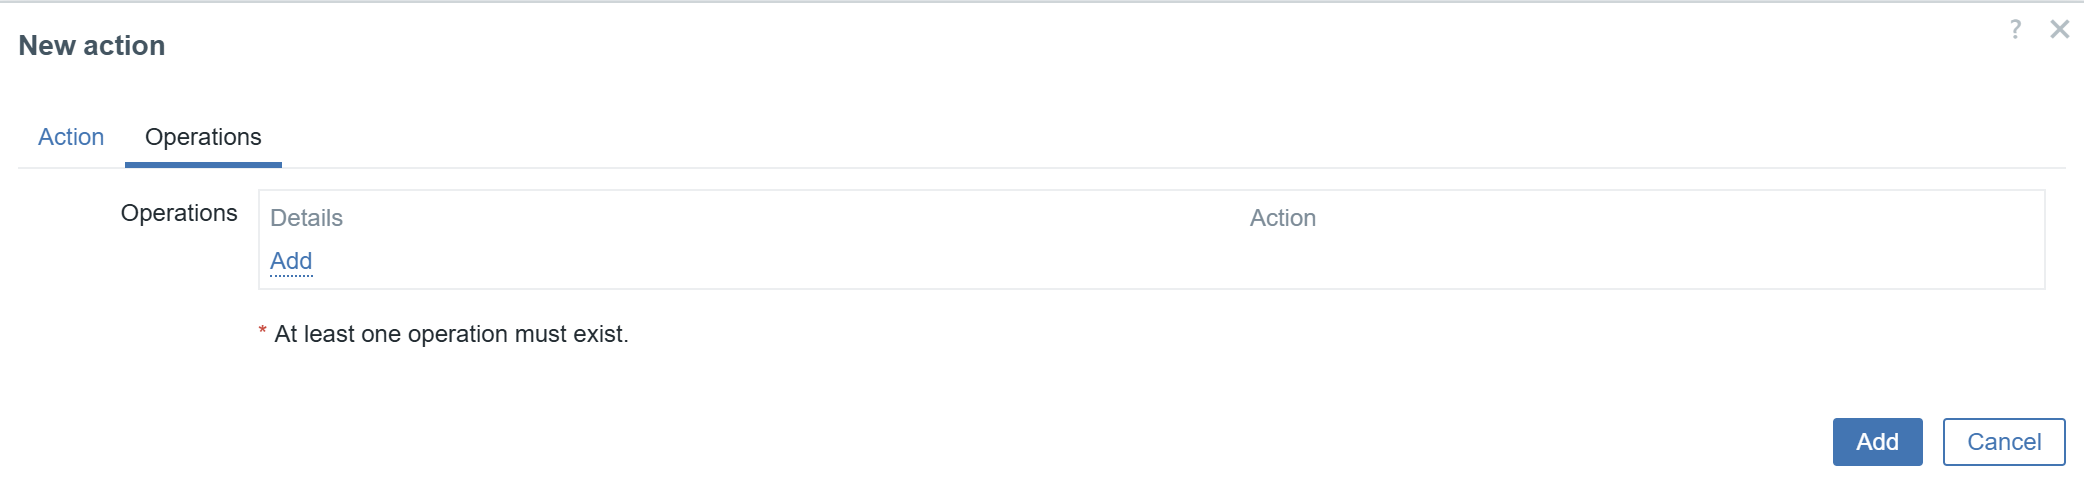 New action
?
Action Operations
Operations Details Action
Add
* At least one operation must exist.
Add Cancel